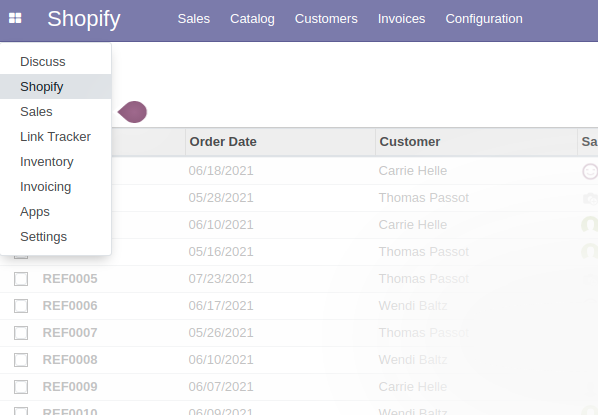 Shopify Sales Catalog Customers Invoices Configuration
Discuss
Shopify
Sales
Link Tracker
Inventory
Invoicing
Apps
Settings
Order Date Customer Sa
06/18/2021 Carrie Helle
05/28/2021 Thomas Passot
06/10/2021 Carrie Helle
05/16/2021 Thomas Passot
REF0005 07/23/2021 Thomas Passot
REF0006 06/17/2021 Wendi Baltz
REF0007 05/26/2021 Thomas Passot
REF0008 06/10/2021 Wendi Baltz
REF0009 06/07/2021 Carrie Helle
REF0010 06/09/2021 Wendi Baltz